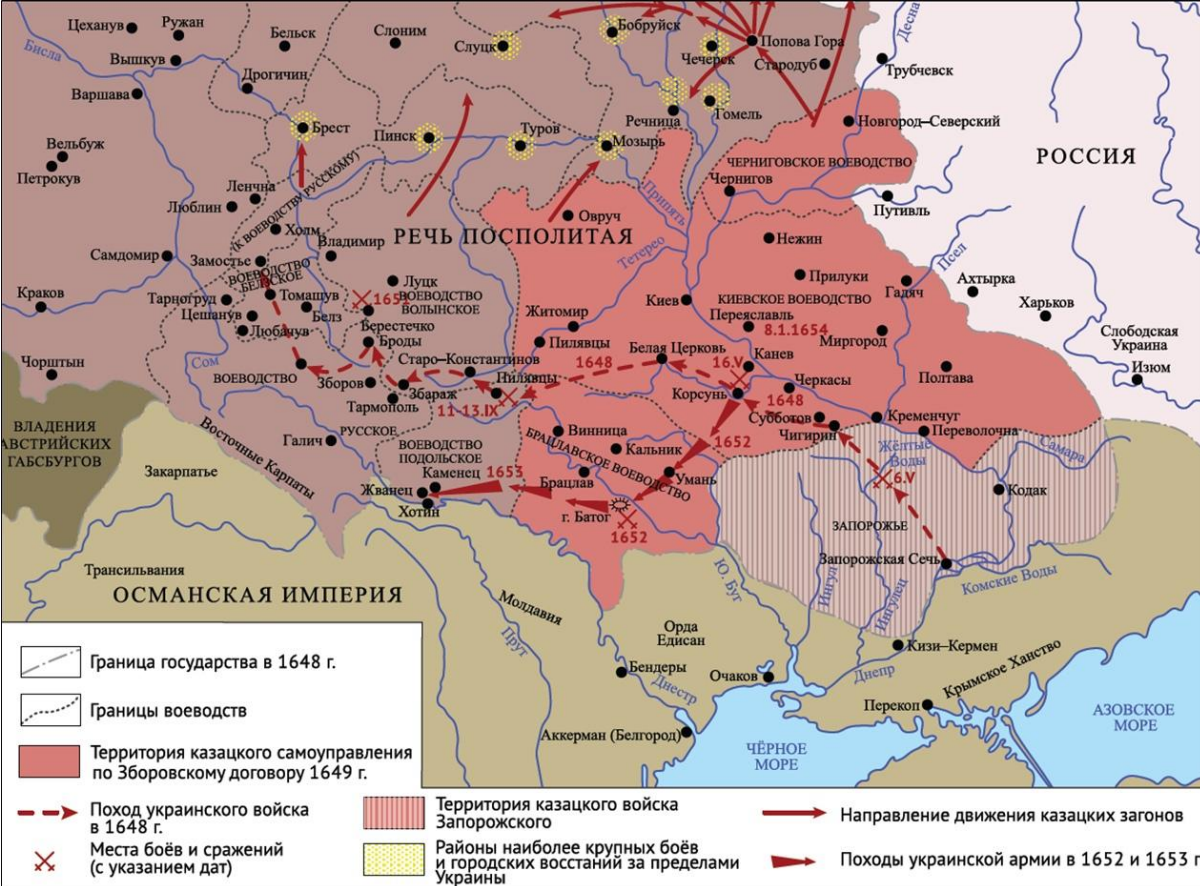 Цеханув
Ружан
Бельск
Слоним
Слуцк
Бобруйск
Чечерск
Попова Гора
Стародуб
Десна
Трубчевск
Висла
Вышкув
Дрогичин
Варшава
Брест
Пинск
Туров
Мозырь
Речница
Гомель
Новгород–Северский
Вельбуж
Петрокув
РОССИЯ
ЧЕРНИГОВСКОЕ ВОЕВОДСТВО
Чернигов
Путивль
Ленчна
Люблин
(К ВОЕВОДСТВУ РУССКОМУ)
Припять
Холм
Владимир
РЕЧЬ ПОСПОЛИТАЯ
Овруч
Нежин
Тетерео
Псел
Самдомир
Замостье
ВОЕВОДСТВО
БЕЛЗСКОЕ
Луцк
Прилуки
Гадяч
Ахтырка
Краков
Тарногруд
Цешанув
Томашув
Белз
Любачув
ВОЕВОДСТВО
ВОЛЫНСКОЕ
Берестечко
Броды
Киев
КИЕВСКОЕ ВОЕВОДСТВО
Переяславль
8.1.1654
Миргород
Харьков
Слободская
Украина
Изюм
Житомир
Пилявцы
Белая Церковь
16.V
Канев
Чорштын
Сом
ВОЕВОДСТВО
Зборов
Старо–Константинов
Збараж
Пилявцы
1648
Корсунь
1648
Черкасы
Полтава
Тармополь
11-13.IX
Субботов
Чигирин
Кременчуг
Переволочна
ВЛАДЕНИЯ
АВСТРИЙСКИХ
ГАБСБУРГОВ
Восточные Карпаты
Галич
РУССКОЕ
ВОЕВОДСТВО
ПОДОЛЬСКОЕ
Каменец
Винница
БРАЦЛАВСКОЕ ВОЕВОДСТВО
Кальник
1652
Жёлтые
Воды
6.V
Самара
Закарпатье
Жванец
Хотин
1653
Брацлав
Умань
г. Батог
1652
Кодак
ЗАПОРОЖЬЕ
Запорожская Сечь
Трансильвания
ОСМАНСКАЯ ИМПЕРИЯ
Молдавия
Прут
Ю. Буг
Ингул
Ингулец
Комские Воды
Орда
Едисан
Кизи–Кермен
Бендеры
Днестр
Очаков
Днепр
Крымское Ханство
Перекоп
Аккерман (Белгород)
ЧЁРНОЕ
МОРЕ
АЗОВСКОЕ
МОРЕ
Граница государства в 1648 г.
Границы воеводств
Территория казацкого самоуправления
по Зборовскому договору 1649 г.
Поход украинского войска
в 1648 г.
Места боёв и сражений
(с указанием дат)
Территория казацкого войска
Запорожского
Районы наиболее крупных боёв
и городских восстаний за пределами
Украины
Направление движения казацких загонов
Походы украинской армии в 1652 и 1653 г